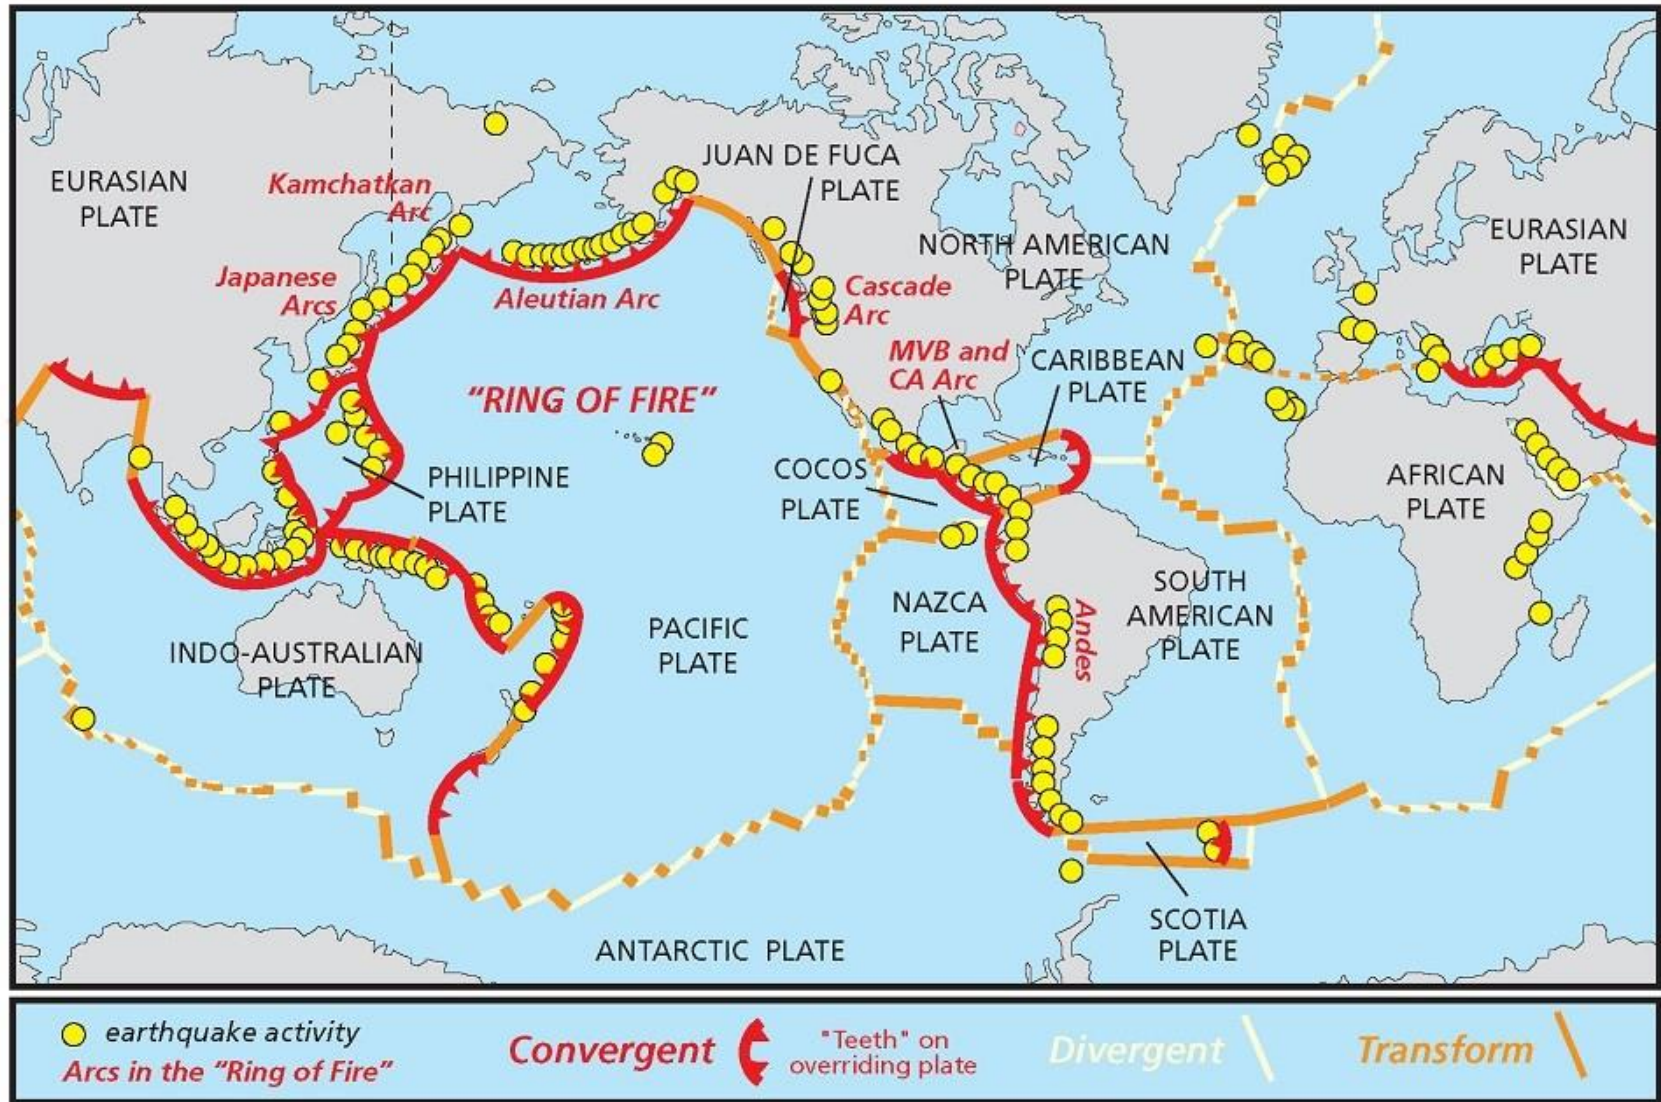 EURASIAN
PLATE
Kamchatkan
Arc
Japanese
Arcs
Aleutian Arc
JUAN DE FUCA
PLATE
NORTH AMERICAN
PLATE
Cascade
Arc
MVB and
CA Arc
CARIBBEAN
PLATE
EURASIAN
PLATE
"RING OF FIRE"
PHILIPPINE
PLATE
COCOS
PLATE
AFRICAN
PLATE
INDO-AUSTRALIAN
PLATE
PACIFIC
PLATE
NAZCA
PLATE
Andes
SOUTH
AMERICAN
PLATE
SCOTIA
PLATE
ANTARCTIC PLATE
earthquake activity
Arcs in the "Ring of Fire"
Convergent
"Teeth" on
overriding plate
Divergent
Transform